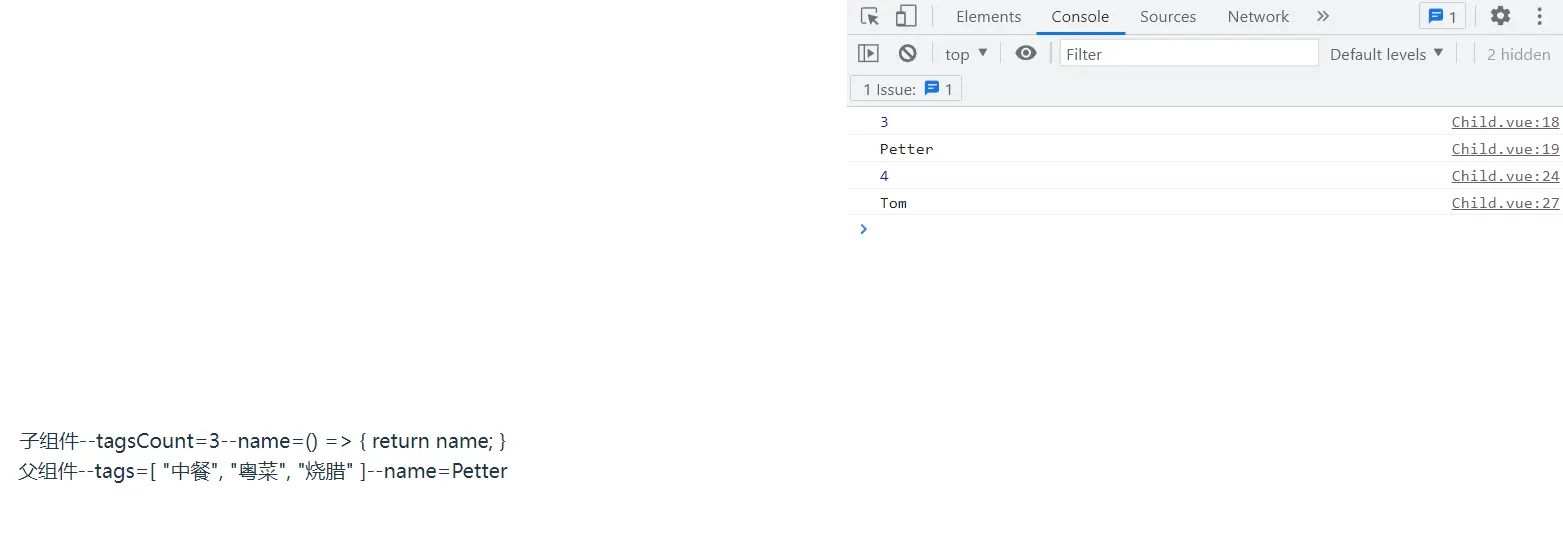 Elements Console Sources Network » 1
top ▼ Filter Default levels ▼ 2 hidden
1 Issue: 1
3 Child.vue:18
Petter Child.vue:19
4 Child.vue:24
Tom Child.vue:27
子组件--tagsCount=3--name=() => { return name; }
父组件--tags=[ "中餐", "粤菜", "烧腊" ]--name=Petter